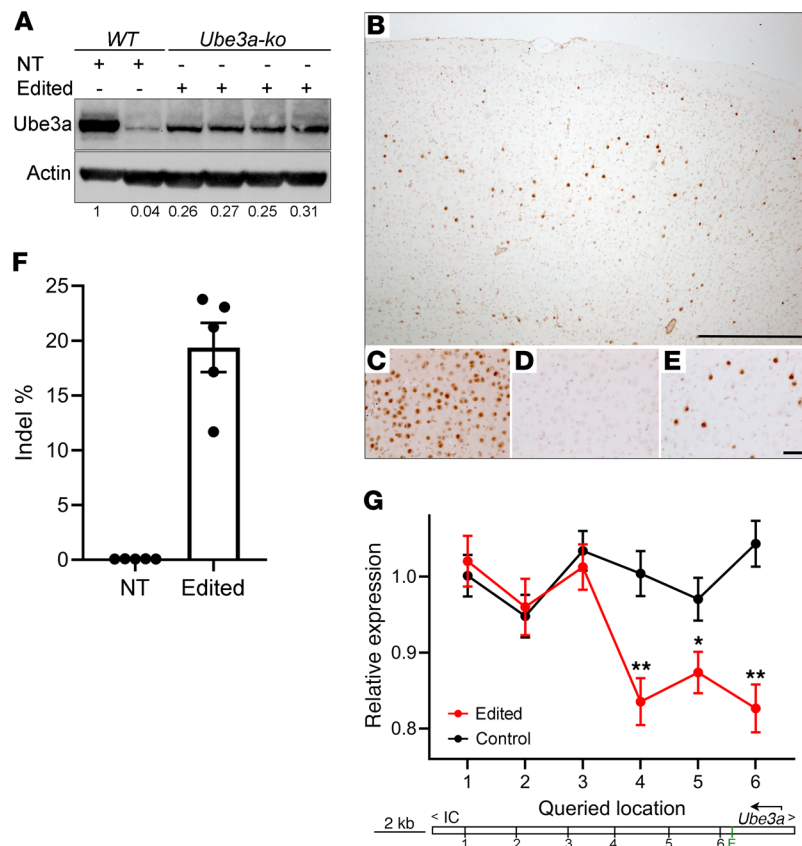 A
WT Ube3a-ko
NT + + - - - -
Edited - - + + + +
Ube3a
Actin
1 0.04 0.26 0.27 0.25 0.31
B
C D E
F
Indel %
25
20
15
10
5
0
NT Edited
G
Relative expression
1.0
0.9
0.8
** * **
Edited
Control
1 2 3 4 5 6
Queried location
2 kb < IC Ube3a >
1 2 3 4 5 6 E